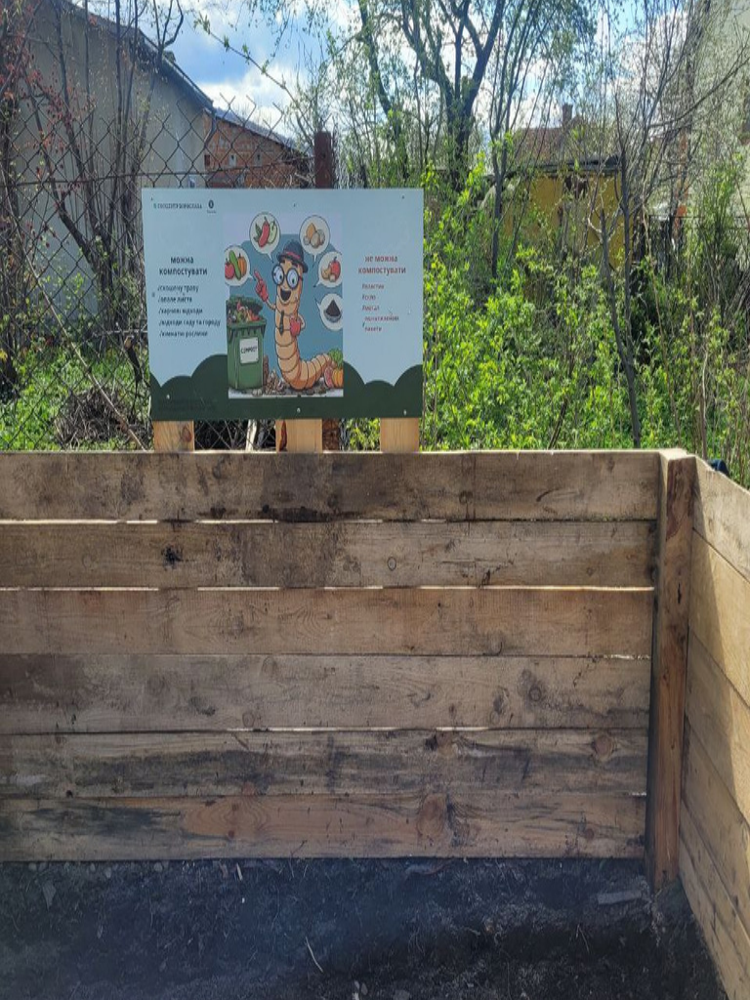 можна
компостувати
скошену траву
опале листя
харчові відходи
відходи саду та городу
кімнатні рослини
COMPOST
не можна
компостувати
Пластик
Скло
Метал
поліетиленові
пакети